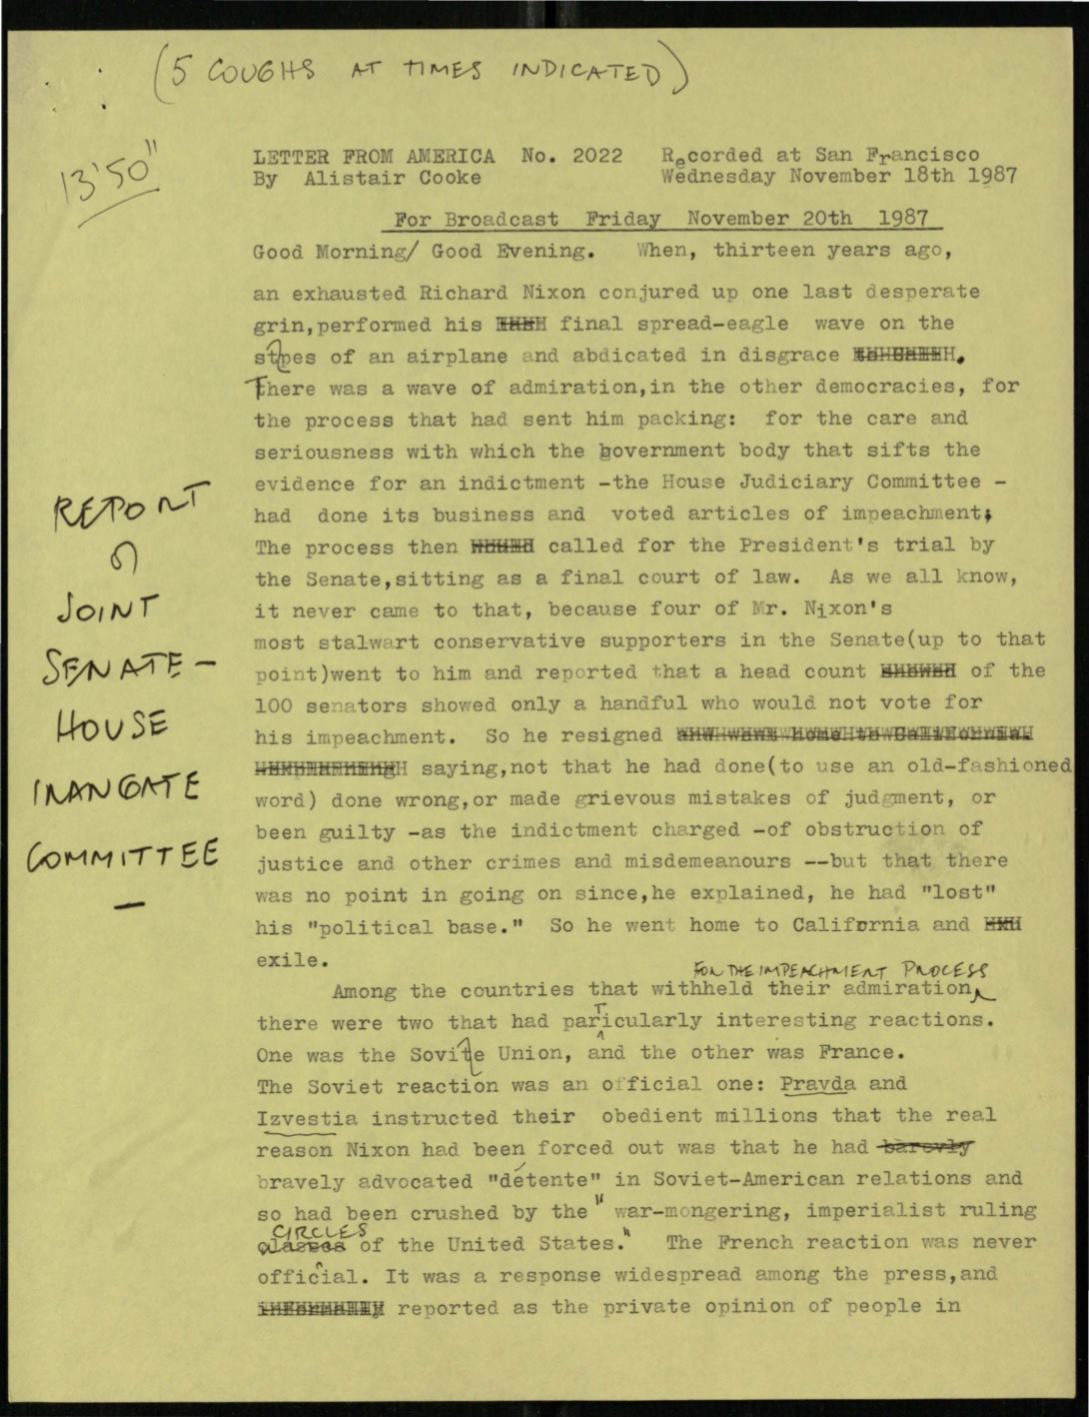 (5 COUGHS AT TIMES INDICATED)
13'50"
LETTER FROM AMERICA No. 2022 Recorded at San Francisco
By Alistair Cooke Wednesday November 18th 1987
For Broadcast Friday November 20th 1987
Good Morning/ Good Evening. When, thirteen years ago,
an exhausted Richard Nixon conjured up one last desperate
grin,performed his final spread-eagle wave on the
stpes of an airplane and abdicated in disgrace .
There was a wave of admiration,in the other democracies, for
the process that had sent him packing: for the care and
seriousness with which the government body that sifts the
evidence for an indictment -the House Judiciary Committee -
had done its business and voted articles of impeachment;
The process then called for the President's trial by
the Senate,sitting as a final court of law. As we all know,
it never came to that, because four of Mr. Nixon's
most stalwart conservative supporters in the Senate(up to that
point)went to him and reported that a head count of the
100 senators showed only a handful who would not vote for
his impeachment. So he resigned and went home to California.
saying,not that he had done(to use an old-fashioned
word) done wrong,or made grievous mistakes of judgment, or
been guilty -as the indictment charged -of obstruction of
justice and other crimes and misdemeanours --but that there
was no point in going on since,he explained, he had "lost"
his "political base." So he went home to California and
exile.
REPORT
OF
JOINT
SENATE-
HOUSE
IRANGATE
COMMITTEE
FOR THE IMPEACHMENT PROCESS
Among the countries that withheld their admiration
there were two that had parTicularly interesting reactions.
One was the Sovite Union, and the other was France.
The Soviet reaction was an official one: Pravda and
Izvestia instructed their obedient millions that the real
reason Nixon had been forced out was that he had barevly
bravely advocated "détente" in Soviet-American relations and
so had been crushed by the "war-mongering, imperialist ruling
CIRCLES
classes of the United States." The French reaction was never
official. It was a response widespread among the press,and
reported as the private opinion of people in